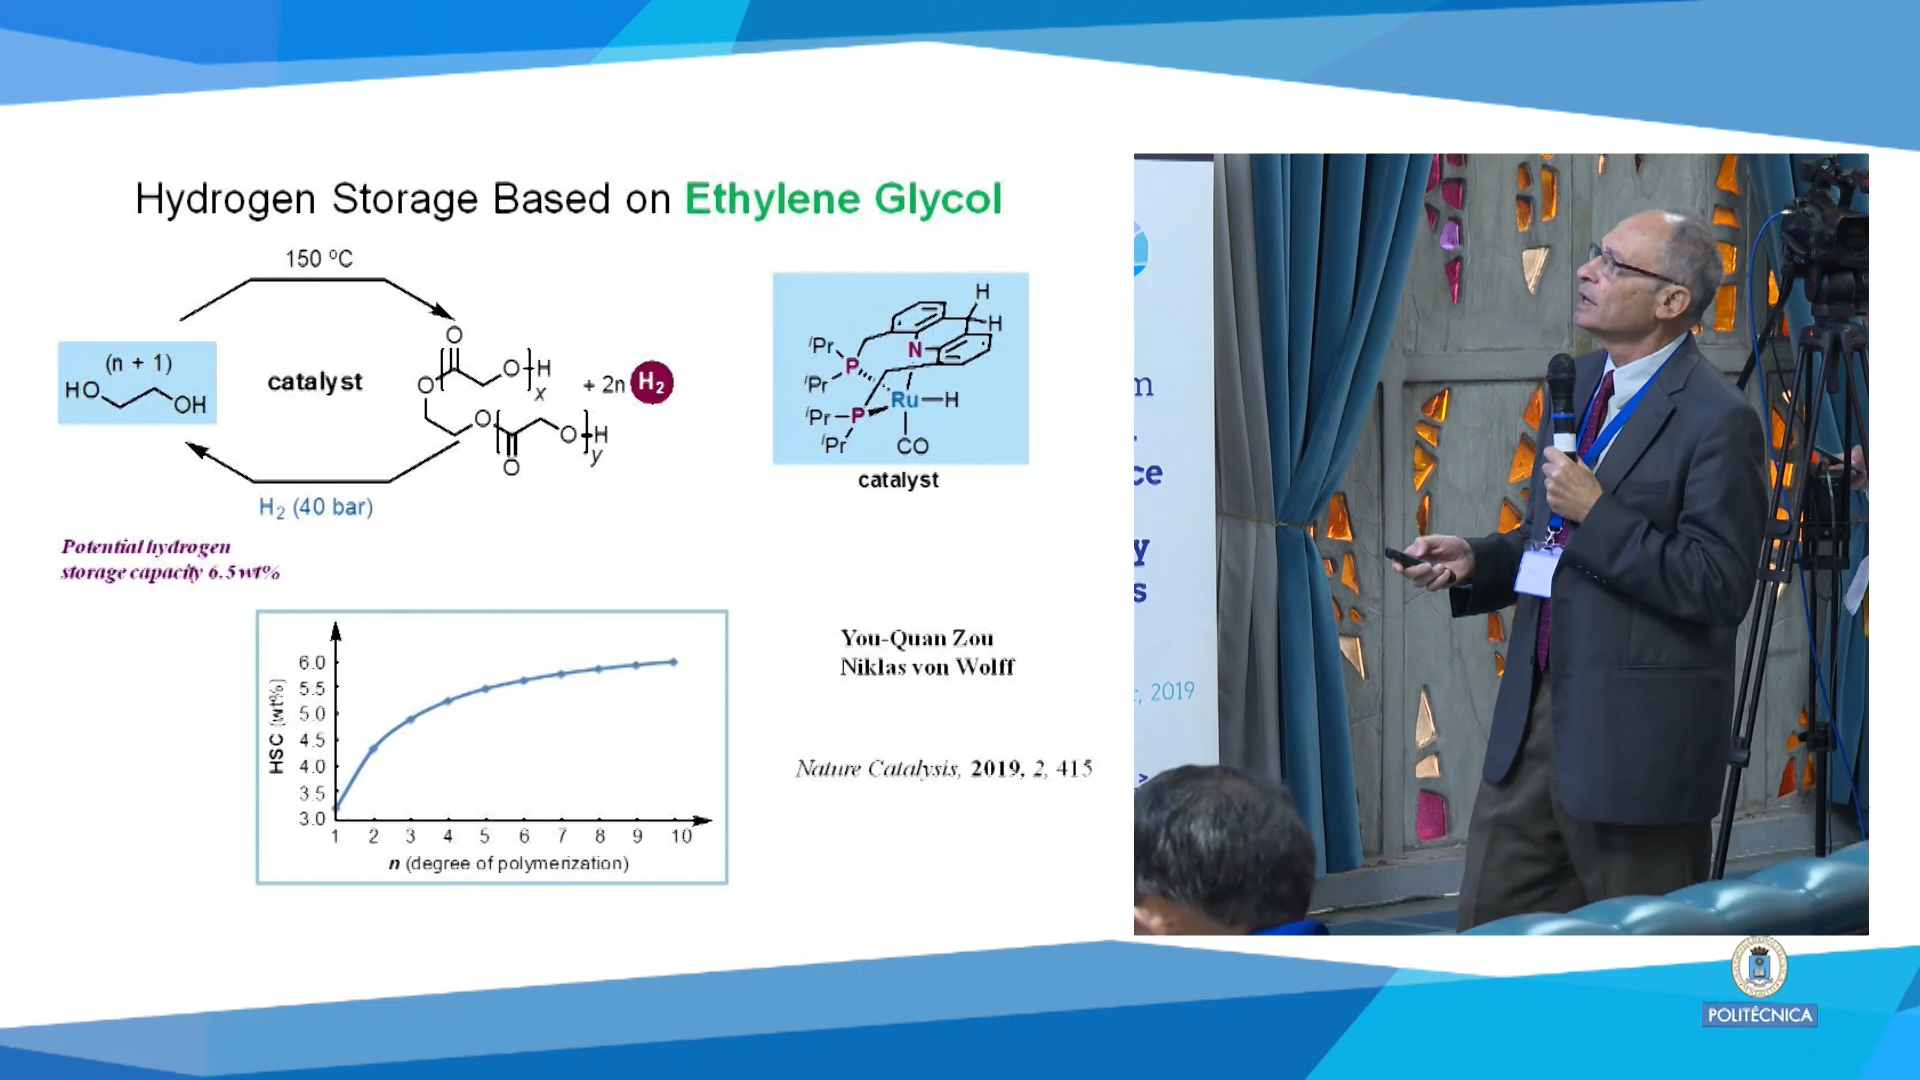 Hydrogen Storage Based on Ethylene Glycol
150 °C
(n + 1)
HO
OH
catalyst
O
O
O
H
x
+ 2n H₂
O
O
O
H
y
H₂ (40 bar)
Potential hydrogen
storage capacity 6.5 wt%
H
H
N
ⁱPr
P
ⁱPr
ⁱPr
P
ⁱPr
Ru
H
CO
catalyst
HSC (wt%)
6.0
5.5
5.0
4.5
4.0
3.5
3.0
1 2 3 4 5 6 7 8 9 10
n (degree of polymerization)
You-Quan Zou
Niklas von Wolff
Nature Catalysis, 2019, 2, 415
m
ce
y
s
, 2019
>
POLITÉCNICA